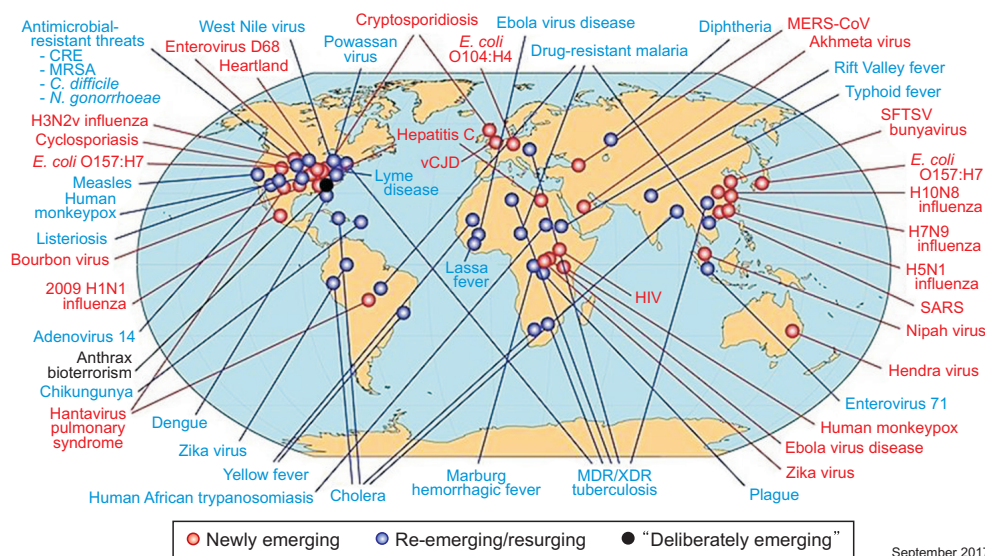 Antimicrobial-
resistant threats
- CRE
- MRSA
- C. difficile
- N. gonorrhoeae
West Nile virus
Enterovirus D68
Heartland
Powassan
virus
Cryptosporidiosis
E. coli
O104:H4
Ebola virus disease
Drug-resistant malaria
Diphtheria
MERS-CoV
Akhmeta virus
Rift Valley fever
Typhoid fever
SFTSV
bunyavirus
E. coli
O157:H7
H10N8
influenza
H7N9
influenza
H5N1
influenza
SARS
Nipah virus
Hendra virus
Enterovirus 71
Human monkeypox
Ebola virus disease
Zika virus
Plague
H3N2v influenza
Cyclosporiasis
E. coli O157:H7
Measles
Human
monkeypox
Listeriosis
Bourbon virus
2009 H1N1
influenza
Adenovirus 14
Anthrax
bioterrorism
Chikungunya
Hantavirus
pulmonary
syndrome
Dengue
Zika virus
Yellow fever
Human African trypanosomiasis
Cholera
Marburg
hemorrhagic fever
MDR/XDR
tuberculosis
Hepatitis C
vCJD
Lyme
disease
Lassa
fever
HIV
Newly emerging
Re-emerging/resurging
"Deliberately emerging"
September 2017